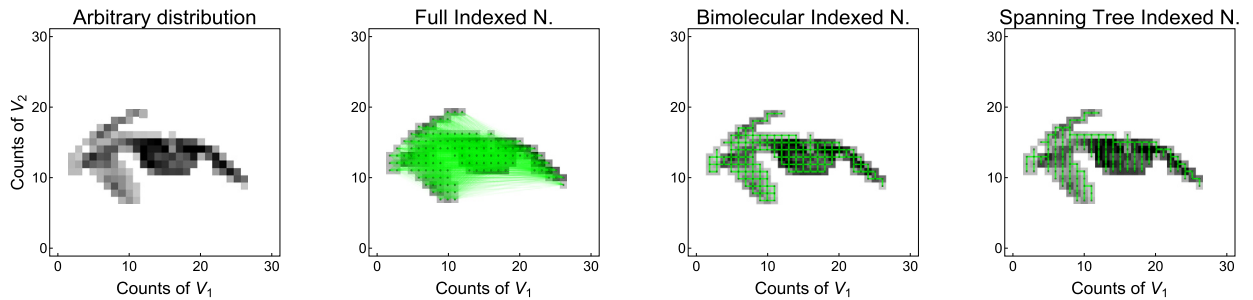 Arbitrary distribution
Full Indexed N.
Bimolecular Indexed N.
Spanning Tree Indexed N.
Counts of V₂
30
20
10
0
0 10 20 30
Counts of V₁
30
20
10
0
0 10 20 30
Counts of V₁
30
20
10
0
0 10 20 30
Counts of V₁
30
20
10
0
0 10 20 30
Counts of V₁